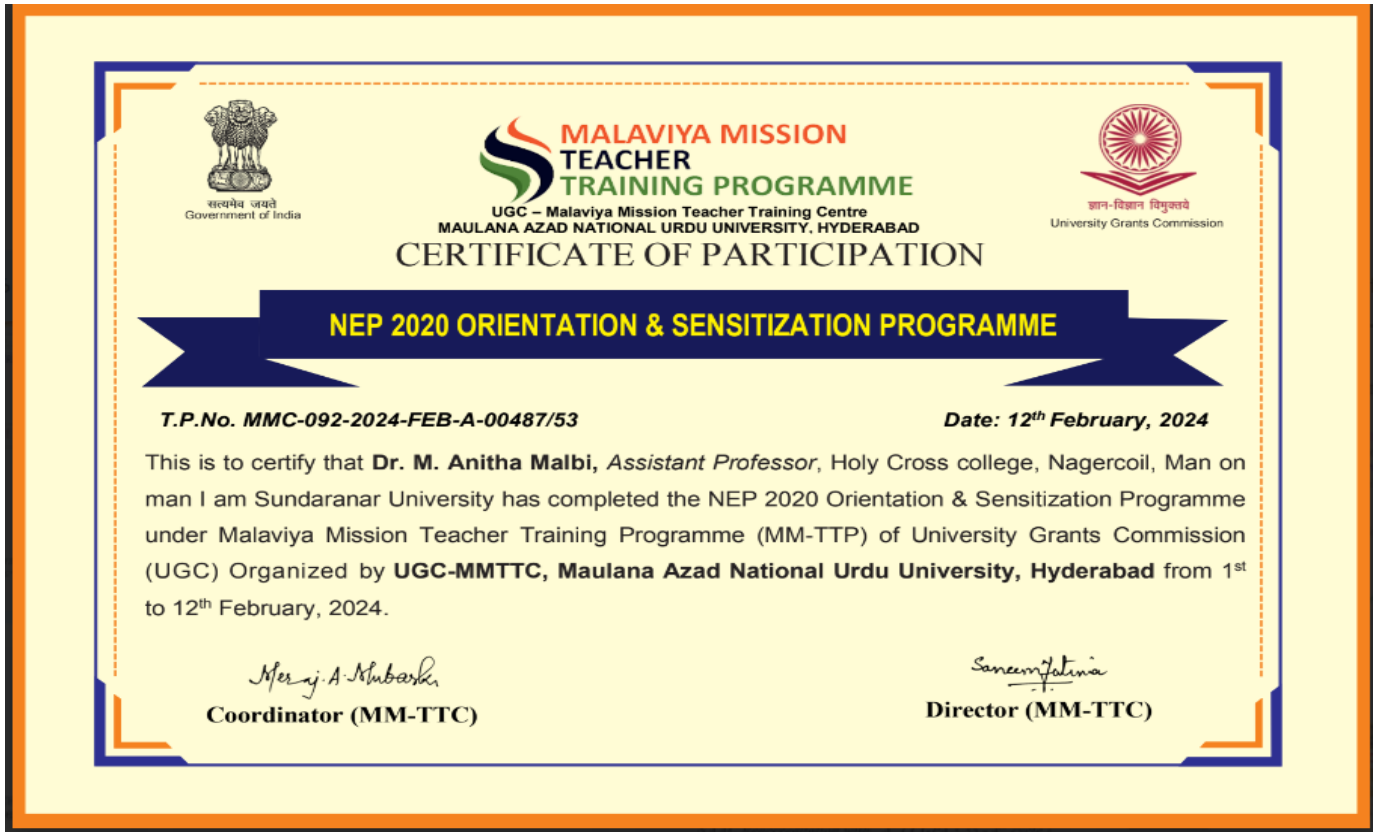 सत्यमेव जयते
Government of India
MALAVIYA MISSION
TEACHER
TRAINING PROGRAMME
UGC – Malaviya Mission Teacher Training Centre
MAULANA AZAD NATIONAL URDU UNIVERSITY, HYDERABAD
ज्ञान-विज्ञान विमुक्तये
University Grants Commission
CERTIFICATE OF PARTICIPATION
NEP 2020 ORIENTATION & SENSITIZATION PROGRAMME
T.P.No. MMC-092-2024-FEB-A-00487/53
Date: 12th February, 2024
This is to certify that Dr. M. Anitha Malbi, Assistant Professor, Holy Cross college, Nagercoil, Man on
man I am Sundaranar University has completed the NEP 2020 Orientation & Sensitization Programme
under Malaviya Mission Teacher Training Programme (MM-TTP) of University Grants Commission
(UGC) Organized by UGC-MMTTC, Maulana Azad National Urdu University, Hyderabad from 1st
to 12th February, 2024.
Meraj. A. Mubarki
Coordinator (MM-TTC)
Saneem Fatima
Director (MM-TTC)